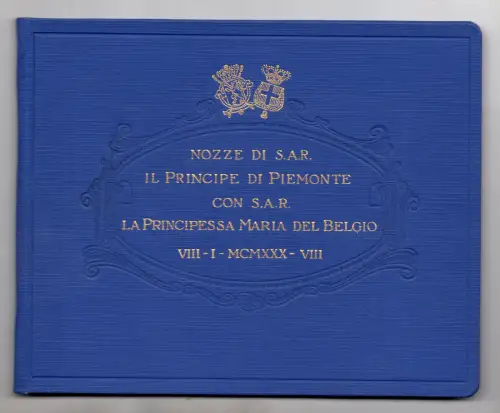 NOZZE DI S.A.R.
IL PRINCIPE DI PIEMONTE
CON S.A.R.
LA PRINCIPESSA MARIA DEL BELGIO
VIII-I-MCMXXX-VIII